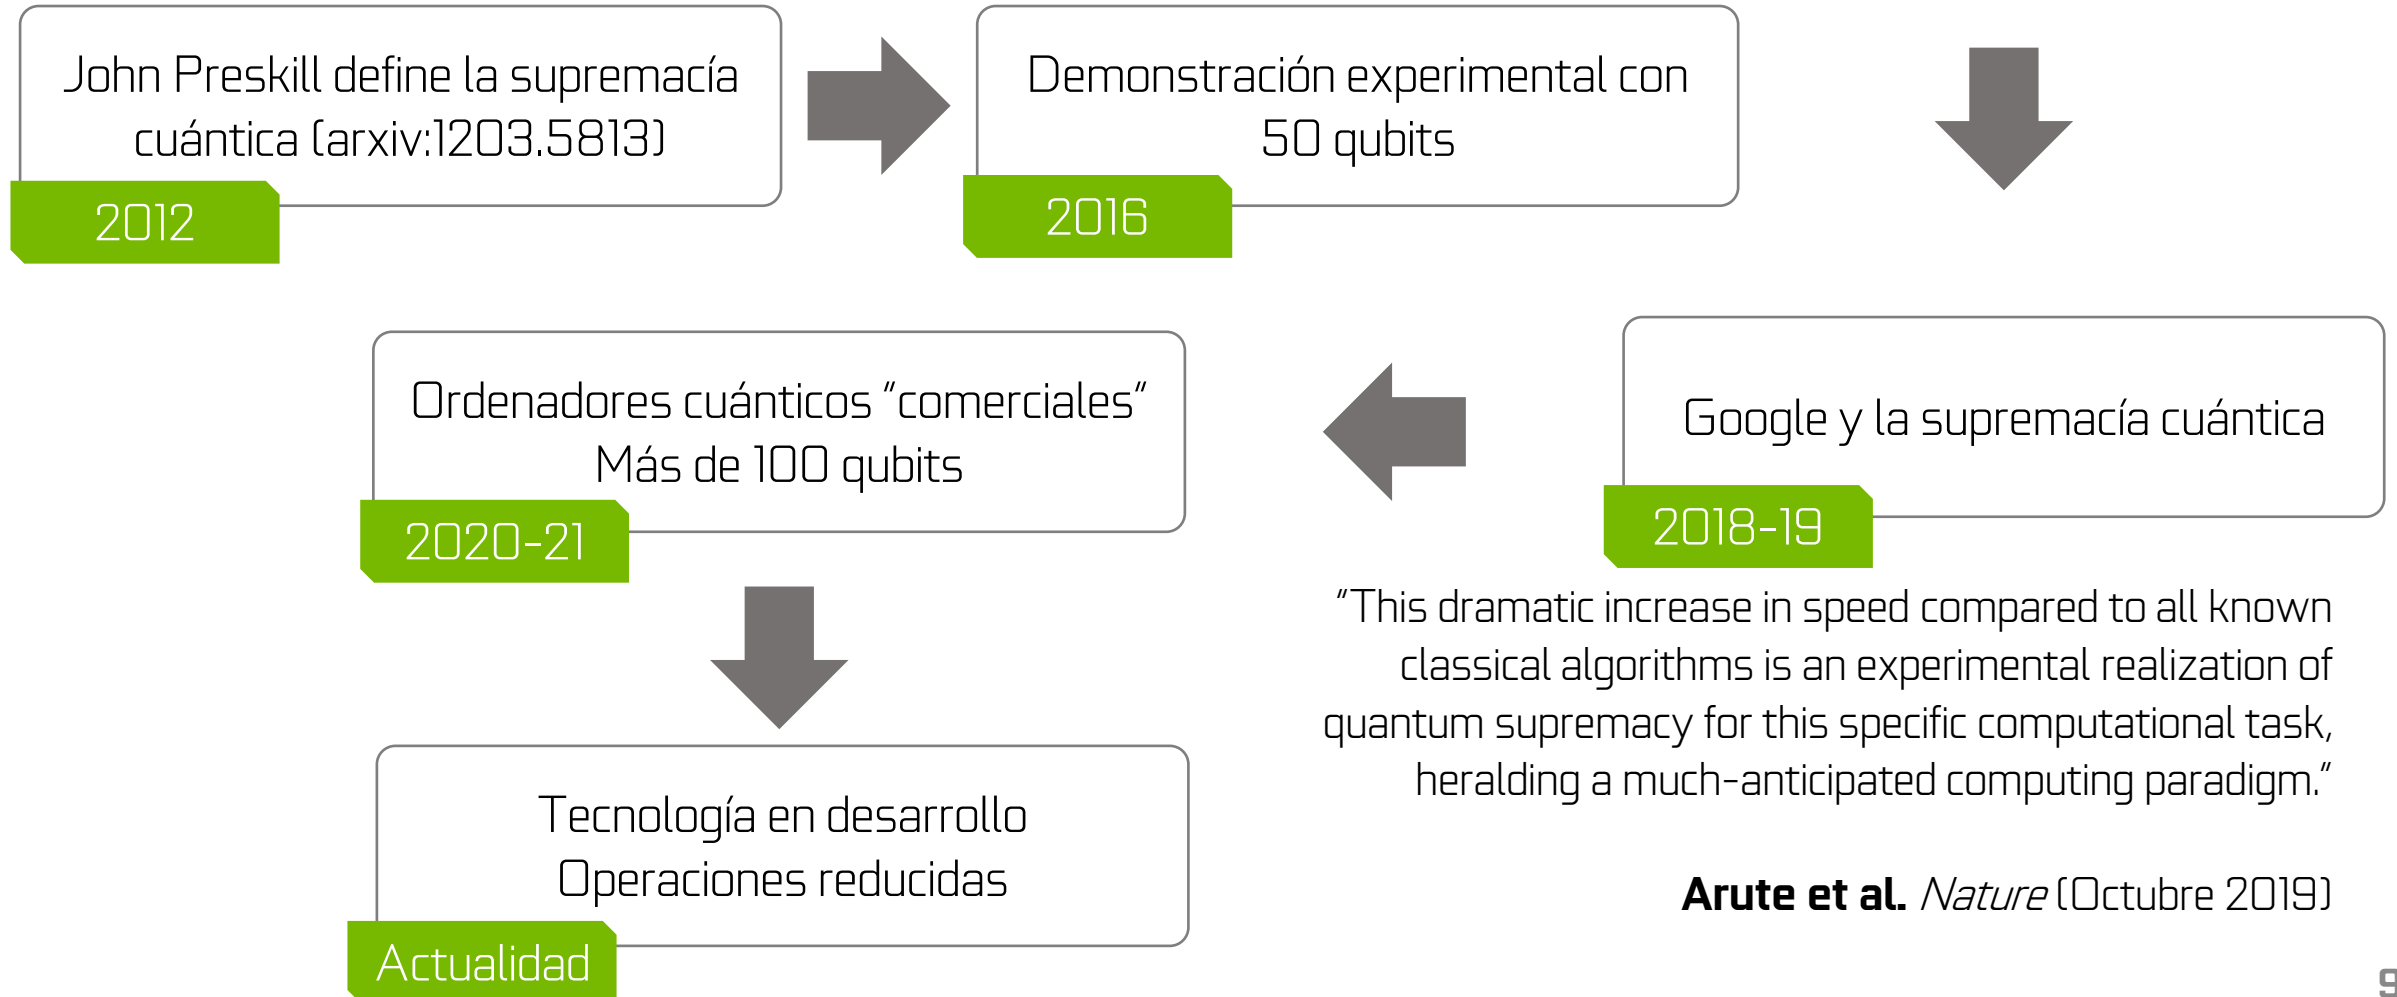 John Preskill define la supremacía
cuántica (arxiv:1203.5813)
2012
Demonstración experimental con
50 qubits
2016
Google y la supremacía cuántica
2018-19
"This dramatic increase in speed compared to all known
classical algorithms is an experimental realization of
quantum supremacy for this specific computational task,
heralding a much-anticipated computing paradigm."
Arute et al. Nature (Octubre 2019)
Ordenadores cuánticos "comerciales"
Más de 100 qubits
2020-21
Tecnología en desarrollo
Operaciones reducidas
Actualidad
9